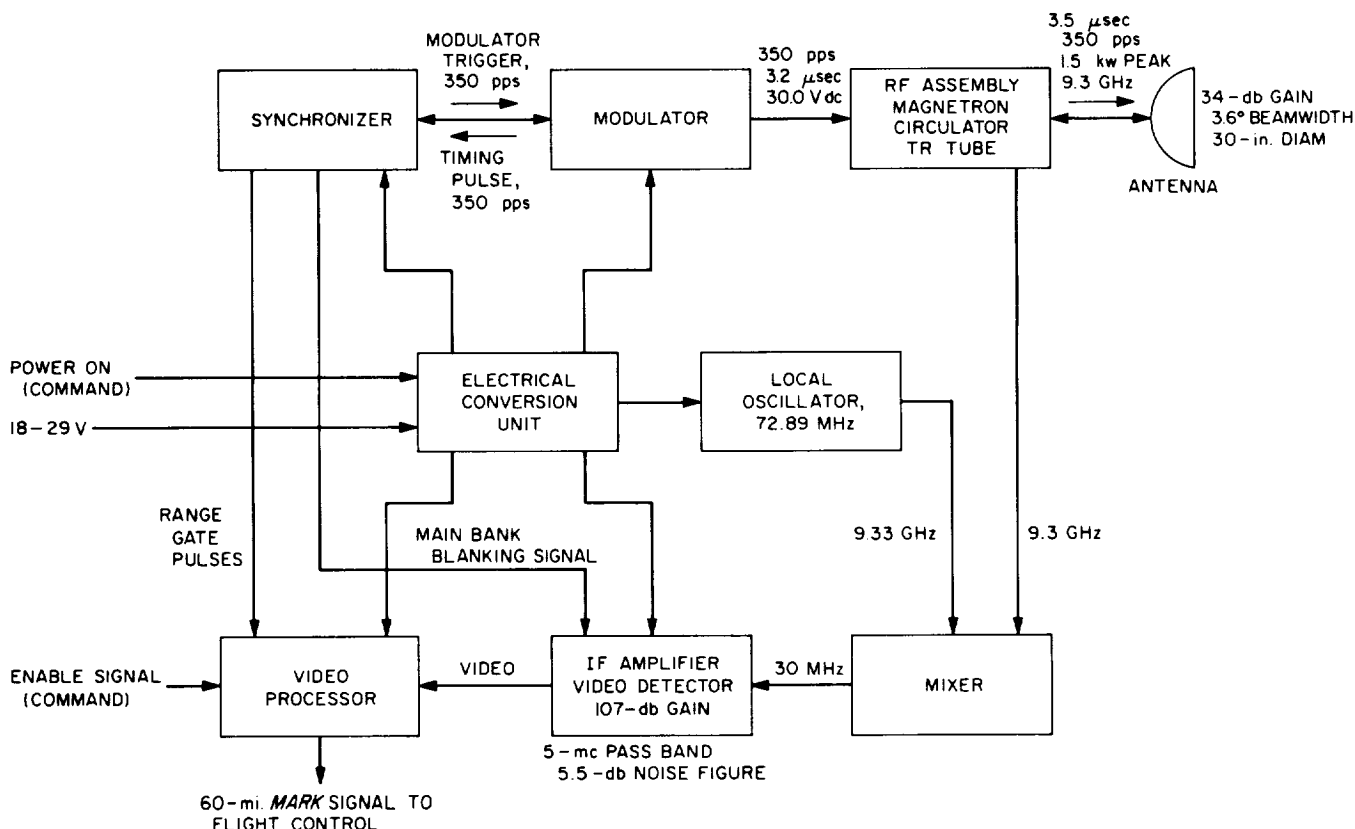 MODULATOR
TRIGGER,
350 pps
SYNCHRONIZER
TIMING
PULSE,
350 pps
MODULATOR
350 pps
3.2 μsec
30.0 V dc
RF ASSEMBLY
MAGNETRON
CIRCULATOR
TR TUBE
3.5 μsec
350 pps
1.5 kw PEAK
9.3 GHz
34-db GAIN
3.6° BEAMWIDTH
30-in. DIAM
ANTENNA
POWER ON
(COMMAND)
18-29 V
ELECTRICAL
CONVERSION
UNIT
LOCAL
OSCILLATOR,
72.89 MHz
RANGE
GATE
PULSES
MAIN BANK
BLANKING SIGNAL
9.33 GHz
9.3 GHz
ENABLE SIGNAL
(COMMAND)
VIDEO
PROCESSOR
VIDEO
IF AMPLIFIER
VIDEO DETECTOR
107-db GAIN
30 MHz
MIXER
5-mc PASS BAND
5.5-db NOISE FIGURE
60-mi. MARK SIGNAL TO
FLIGHT CONTROL